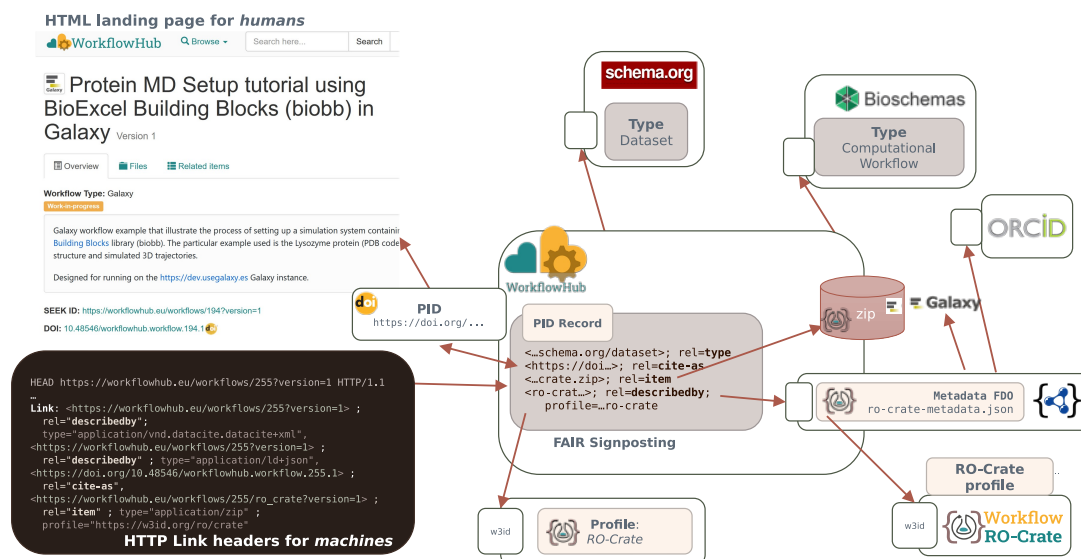 HTML landing page for humans
WorkflowHub
Browse
Search here...
Search
Galaxy
Protein MD Setup tutorial using
BioExcel Building Blocks (biobb) in
Galaxy Version 1
Overview
Files
Related items
Workflow Type: Galaxy
Work-in-progress
Galaxy workflow example that illustrate the process of setting up a simulation system containin
Building Blocks library (biobb). The particular example used is the Lysozyme protein (PDB code
structure and simulated 3D trajectories.
Designed for running on the https://dev.usegalaxy.es Galaxy instance.
SEEK ID: https://workflowhub.eu/workflows/194?version=1
DOI: 10.48546/workflowhub.workflow.194.1
HEAD https://workflowhub.eu/workflows/255?version=1 HTTP/1.1
…
Link: <https://workflowhub.eu/workflows/255?version=1> ;
rel="describedby";
type="application/vnd.datacite.datacite+xml",
<https://workflowhub.eu/workflows/255?version=1> ;
rel="describedby" ; type="application/ld+json",
<https://doi.org/10.48546/workflowhub.workflow.255.1> ;
rel="cite-as",
<https://workflowhub.eu/workflows/255/ro_crate?version=1> ;
rel="item" ; type="application/zip" ;
profile="https://w3id.org/ro/crate"
HTTP Link headers for machines
doi
PID
https://doi.org/...
schema.org
Type
Dataset
Bioschemas
Type
Computational
Workflow
ORCiD
WorkflowHub
PID Record
<…schema.org/dataset>; rel=type
<https://doi…>; rel=cite-as
<…crate.zip>; rel=item
<ro-crat…>; rel=describedby;
profile=…ro-crate
FAIR Signposting
zip
Galaxy
Metadata FDO
ro-crate-metadata.json
w3id
Profile:
RO-Crate
RO-Crate
profile
...
w3id
Workflow
RO-Crate